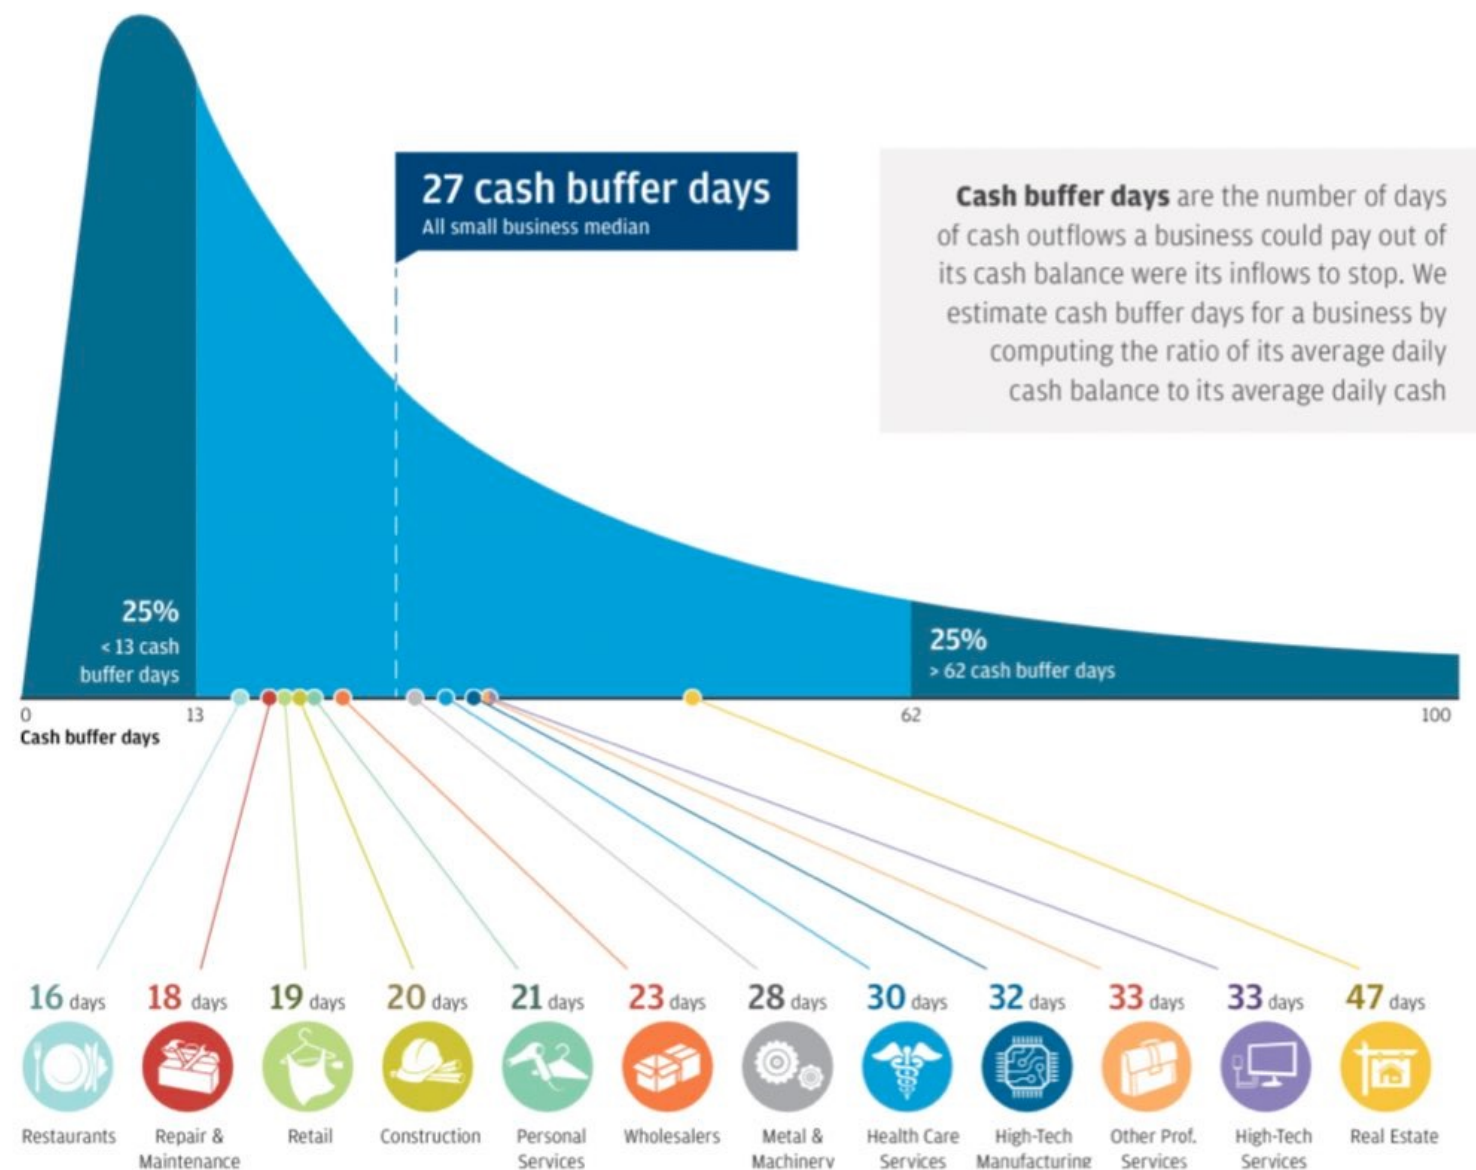 27 cash buffer days
All small business median
Cash buffer days are the number of days
of cash outflows a business could pay out of
its cash balance were its inflows to stop. We
estimate cash buffer days for a business by
computing the ratio of its average daily
cash balance to its average daily cash
25%
< 13 cash
buffer days
25%
> 62 cash buffer days
0 13 62 100
Cash buffer days
16 days 18 days 19 days 20 days 21 days 23 days 28 days 30 days 32 days 33 days 33 days 47 days
Restaurants Repair & Retail Construction Personal Wholesalers Metal & Health Care High-Tech Other Prof. High-Tech Real Estate
Maintenance Services Machinery Services Manufacturing Services Services